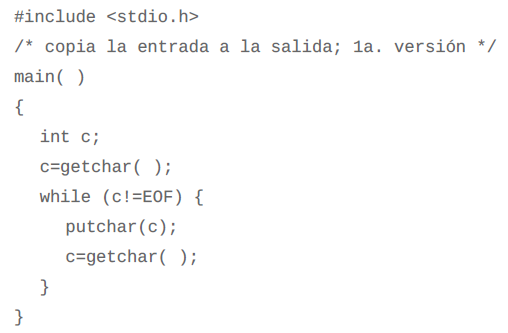 #include <stdio.h>
/* copia la entrada a la salida; 1a. versión */
main( )
{
int c;
c=getchar( );
while (c!=EOF) {
putchar(c);
c=getchar( );
}
}